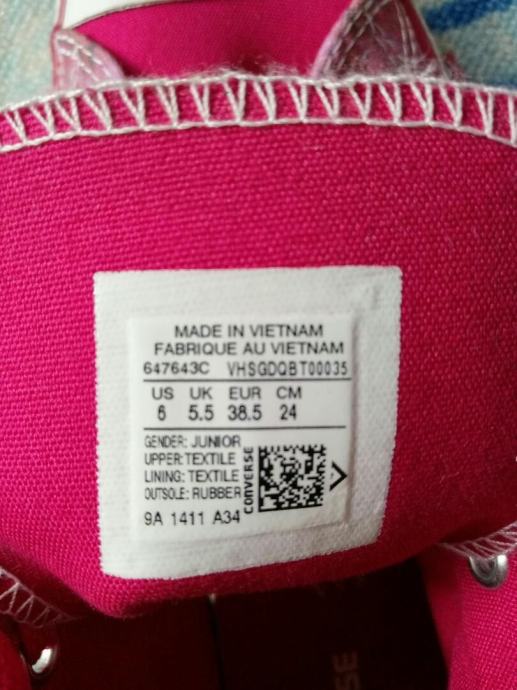 MADE IN VIETNAM
FABRIQUE AU VIETNAM
647643C VHSGDQBT00035
US UK EUR CM
6 5.5 38.5 24
GENDER: JUNIOR
UPPER: TEXTILE
LINING: TEXTILE
OUTSOLE: RUBBER
CONVERSE
9A 1411 A34
SE